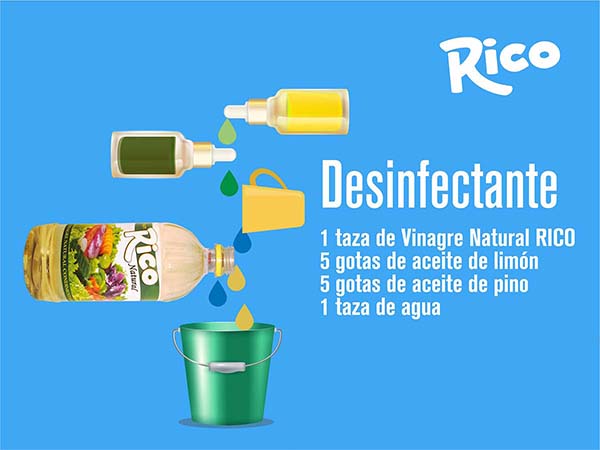 Rico
Desinfectante
1 taza de Vinagre Natural RICO
5 gotas de aceite de limón
5 gotas de aceite de pino
1 taza de agua
Rico
Natural